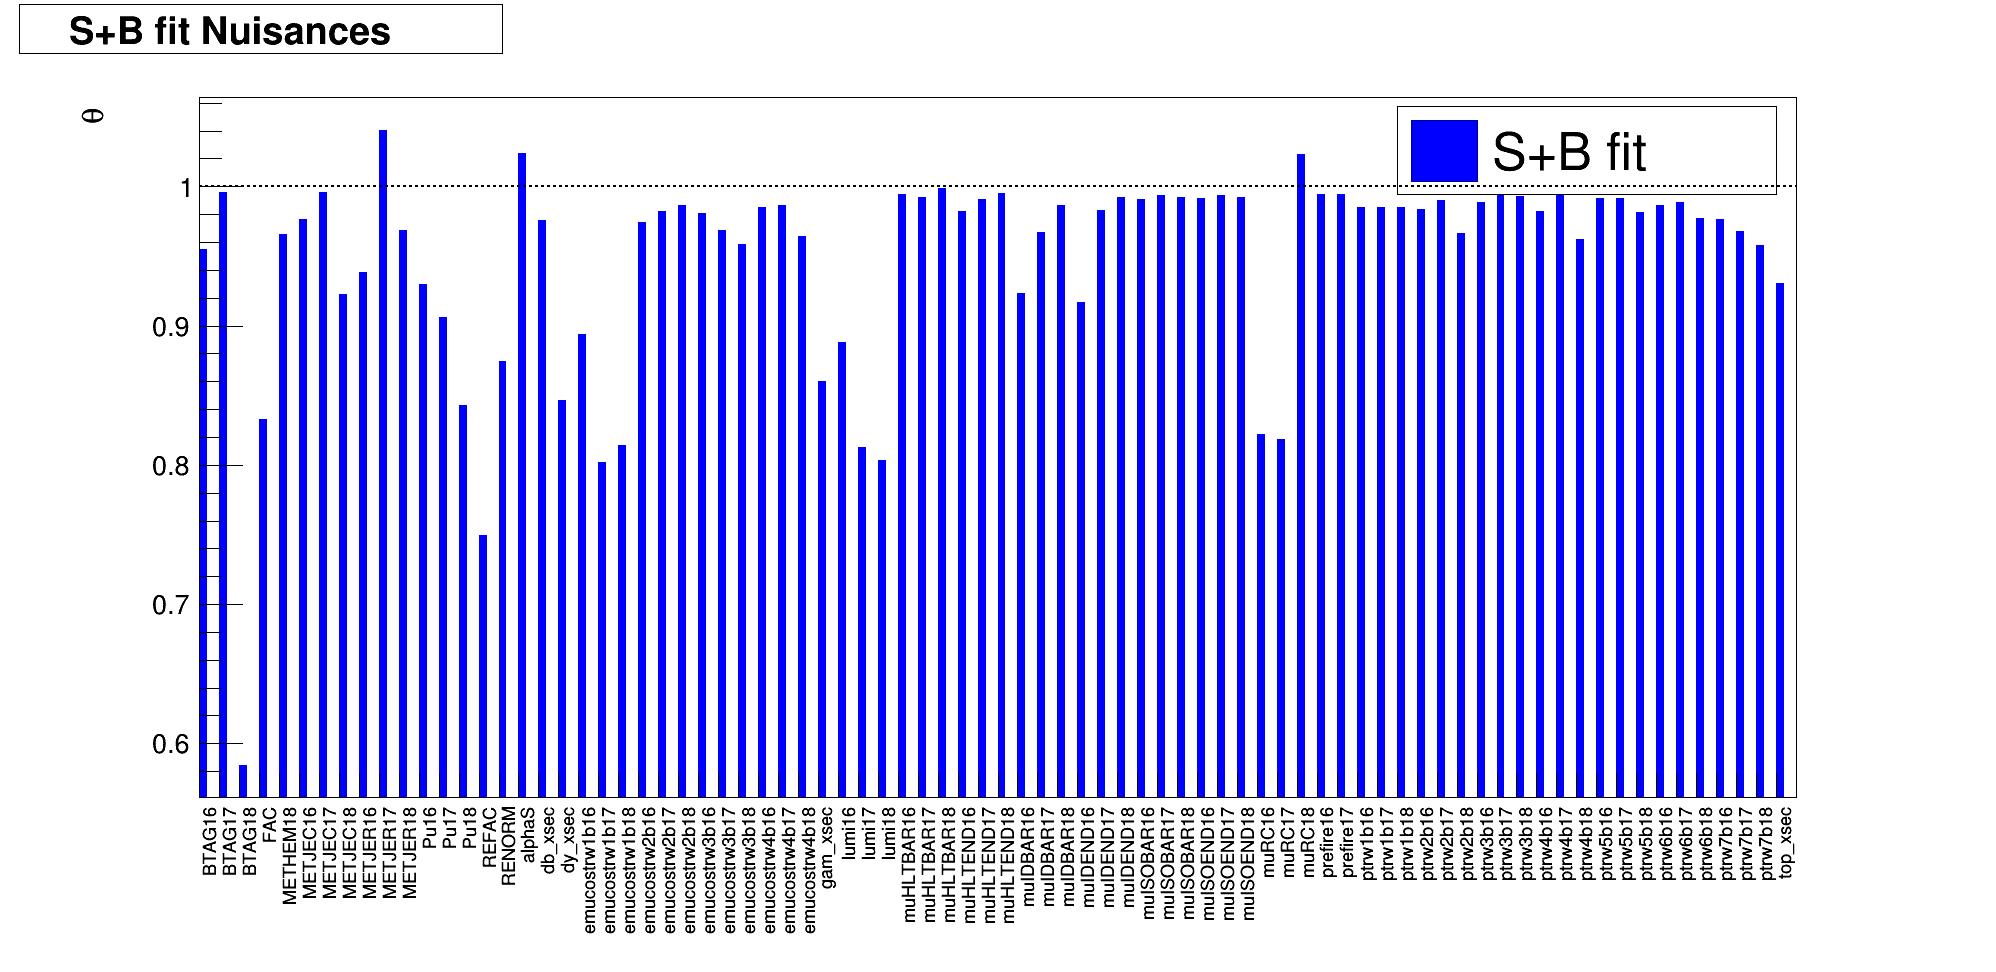 S+B fit Nuisances
θ
S+B fit
1
0.9
0.8
0.7
0.6
BTAG16
BTAG17
BTAG18
FAC
METHEM18
METJEC16
METJEC17
METJEC18
METJER16
METJER17
METJER18
Pu16
Pu17
Pu18
REFAC
RENORM
alphaS
db_xsec
dy_xsec
emucostrw1b16
emucostrw1b17
emucostrw1b18
emucostrw2b16
emucostrw2b17
emucostrw2b18
emucostrw3b16
emucostrw3b17
emucostrw3b18
emucostrw4b16
emucostrw4b17
emucostrw4b18
gam_xsec
lumi16
lumi17
lumi18
muHLTBAR16
muHLTBAR17
muHLTBAR18
muHLTEND16
muHLTEND17
muHLTEND18
muIDBAR16
muIDBAR17
muIDBAR18
muIDEND16
muIDEND17
muIDEND18
muISOBAR16
muISOBAR17
muISOBAR18
muISOEND16
muISOEND17
muISOEND18
muRC16
muRC17
muRC18
prefire16
prefire17
ptrw1b16
ptrw1b17
ptrw1b18
ptrw2b16
ptrw2b17
ptrw2b18
ptrw3b16
ptrw3b17
ptrw3b18
ptrw4b16
ptrw4b17
ptrw4b18
ptrw5b16
ptrw5b17
ptrw5b18
ptrw6b16
ptrw6b17
ptrw6b18
ptrw7b16
ptrw7b17
ptrw7b18
top_xsec